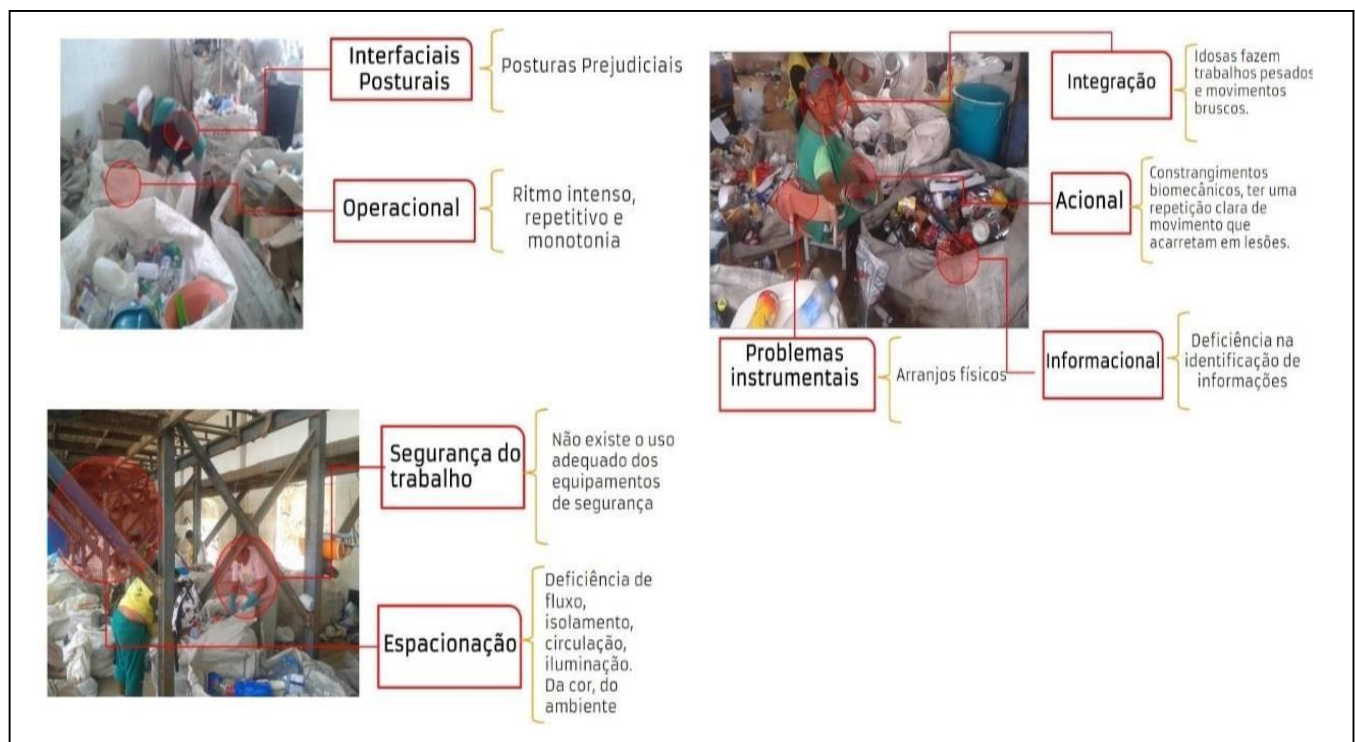 Interfaciais
Posturais
Posturas Prejudiciais
Operacional
Ritmo intenso,
repetitivo e
monotonia
Integração
Idosas fazem
trabalhos pesados
e movimentos
bruscos.
Acional
Constrangimentos
biomecânicos, ter uma
repetição clara de
movimento que
acarretam em lesões.
Problemas
instrumentais
Arranjos físicos
Informacional
Deficiência na
identificação de
informações
Segurança do
trabalho
Não existe o uso
adequado dos
equipamentos
de segurança
Espacionação
Deficiência de
fluxo,
isolamento,
circulação,
iluminação.
Da cor, do
ambiente